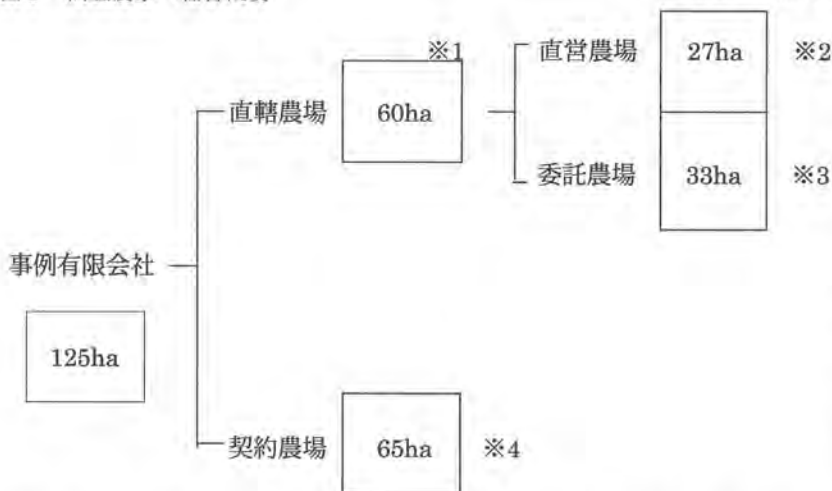 ※1
直営農場 27ha ※2
直轄農場 60ha
委託農場 33ha ※3
事例有限会社
125ha
契約農場 65ha ※4